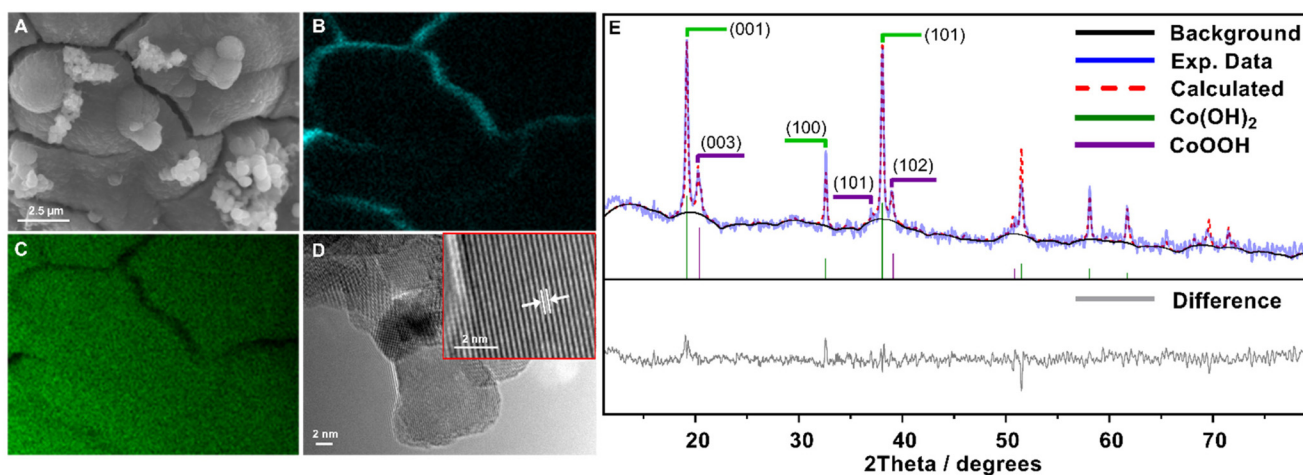 A
2.5 µm
B
C
D
2 nm
2 nm
E
(001)
(003)
(100)
(101)
(101)
(102)
Background
Exp. Data
Calculated
Co(OH)2
CoOOH
Difference
20 30 40 50 60 70
2Theta / degrees